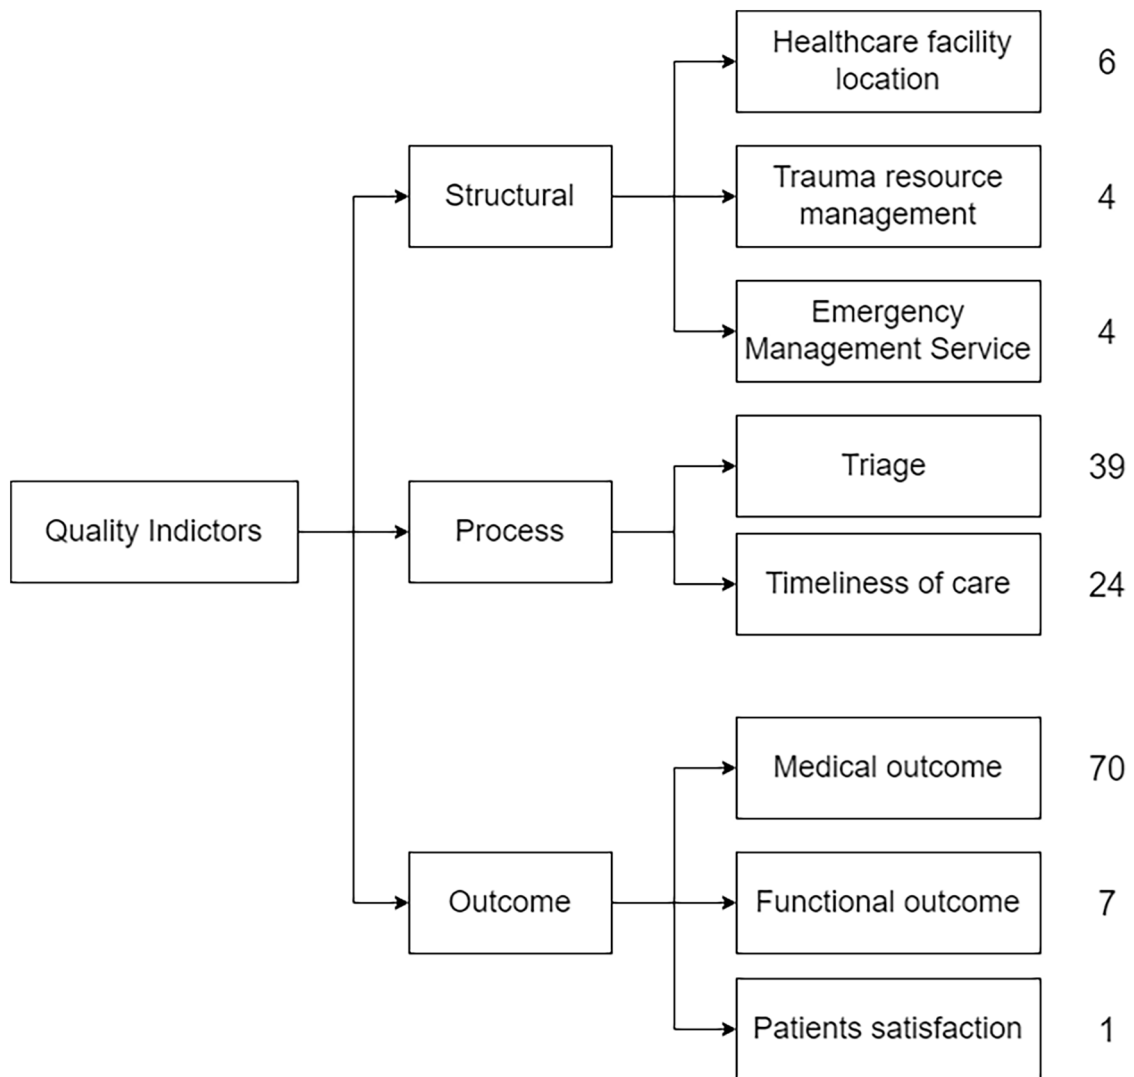 Healthcare facility
location
6
Structural
Trauma resource
management
4
Emergency
Management Service
4
Triage
39
Quality Indictors
Process
Timeliness of care
24
Medical outcome
70
Outcome
Functional outcome
7
Patients satisfaction
1